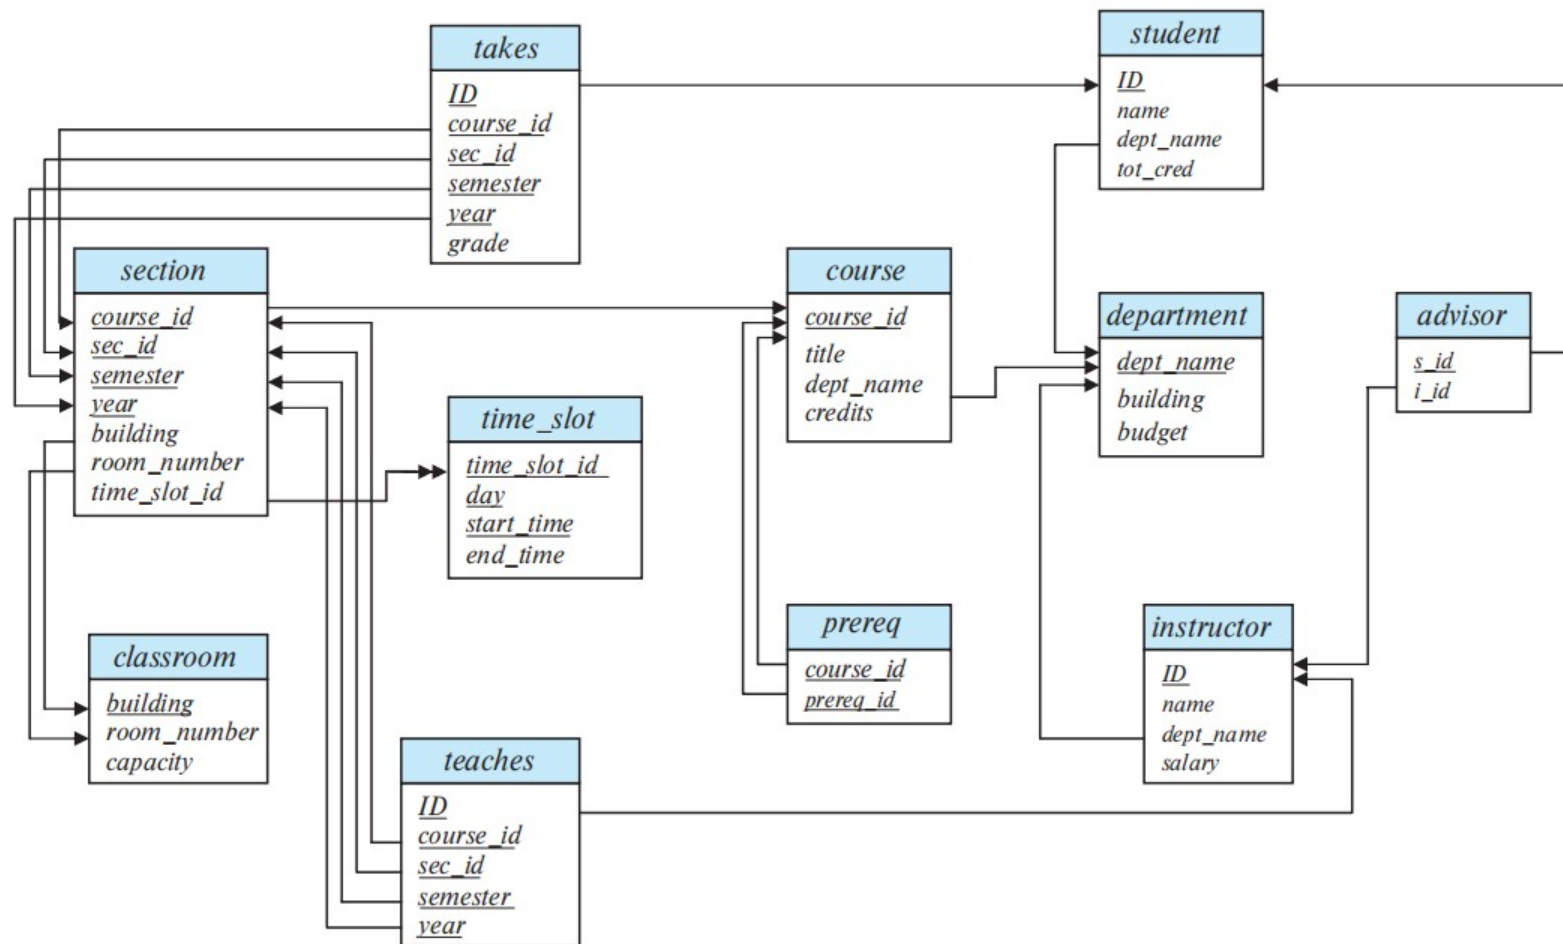 takes
ID
course_id
sec_id
semester
year
grade
student
ID
name
dept_name
tot_cred
section
course_id
sec_id
semester
year
building
room_number
time_slot_id
course
course_id
title
dept_name
credits
department
dept_name
building
budget
advisor
s_id
i_id
time_slot
time_slot_id
day
start_time
end_time
prereq
course_id
prereq_id
instructor
ID
name
dept_name
salary
classroom
building
room_number
capacity
teaches
ID
course_id
sec_id
semester
year